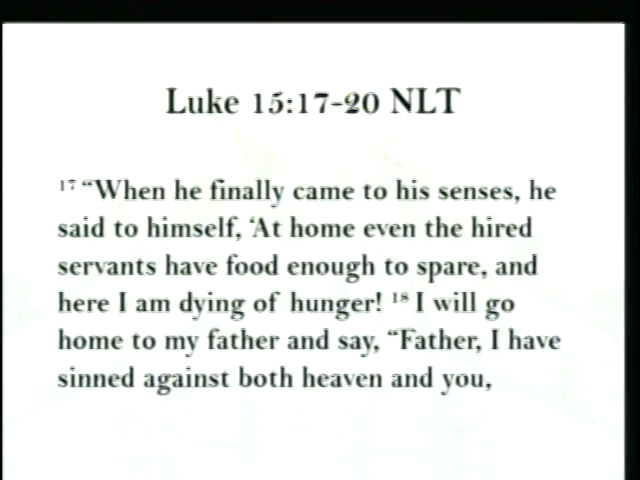 Luke 15:17-20 NLT
17 “When he finally came to his senses, he
said to himself, ‘At home even the hired
servants have food enough to spare, and
here I am dying of hunger! 18 I will go
home to my father and say, “Father, I have
sinned against both heaven and you,